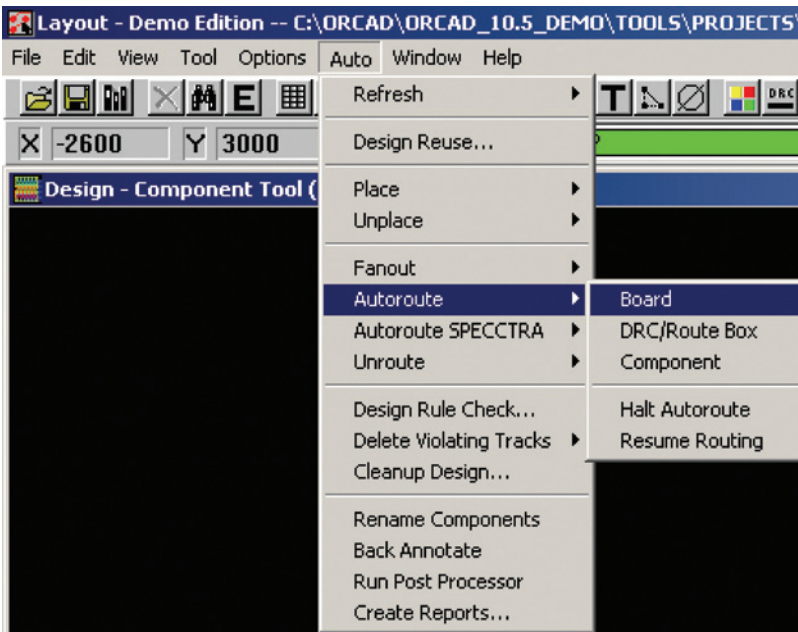 Layout - Demo Edition -- C:\ORCAD\ORCAD_10.5_DEMO\TOOLS\PROJECTS\
File Edit View Tool Options Auto Window Help
E T DRC
X -2600 Y 3000
Design - Component Tool (
Refresh
Design Reuse...
Place
Unplace
Fanout
Autoroute
Autoroute SPECCTRA
Unroute
Design Rule Check...
Delete Violating Tracks
Cleanup Design...
Rename Components
Back Annotate
Run Post Processor
Create Reports...
Board
DRC/Route Box
Component
Halt Autoroute
Resume Routing